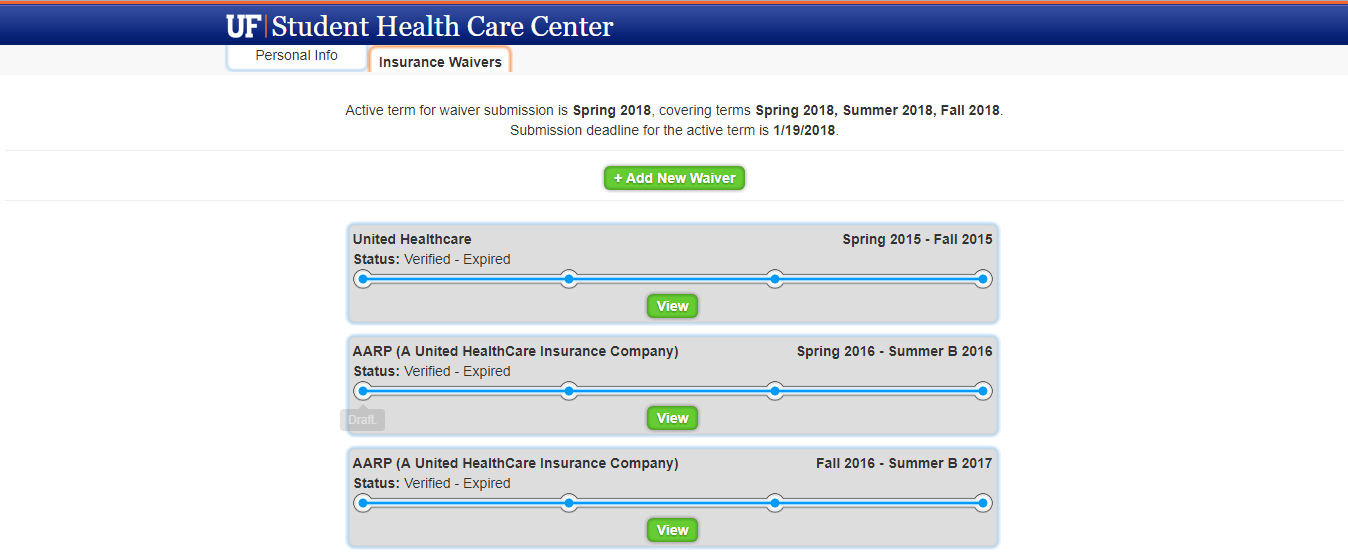 UF Student Health Care Center
Personal Info
Insurance Waivers
Active term for waiver submission is Spring 2018, covering terms Spring 2018, Summer 2018, Fall 2018.
Submission deadline for the active term is 1/19/2018.
+ Add New Waiver
United Healthcare
Spring 2015 - Fall 2015
Status: Verified - Expired
View
AARP (A United HealthCare Insurance Company)
Spring 2016 - Summer B 2016
Status: Verified - Expired
Draft.
View
AARP (A United HealthCare Insurance Company)
Fall 2016 - Summer B 2017
Status: Verified - Expired
View